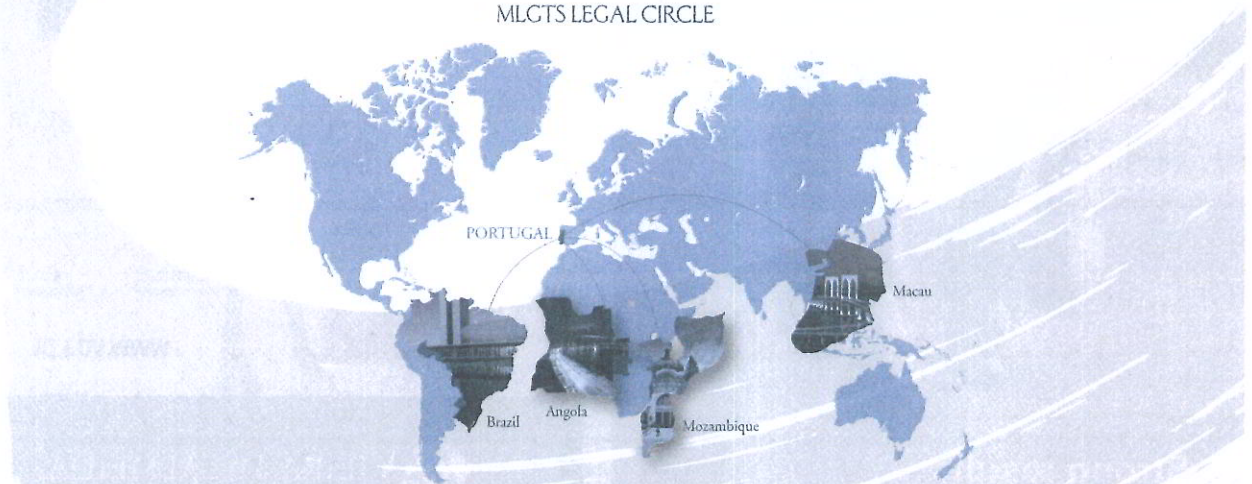 MLGTS LEGAL CIRCLE
PORTUGAL
Macau
Brazil
Angola
Mozambique